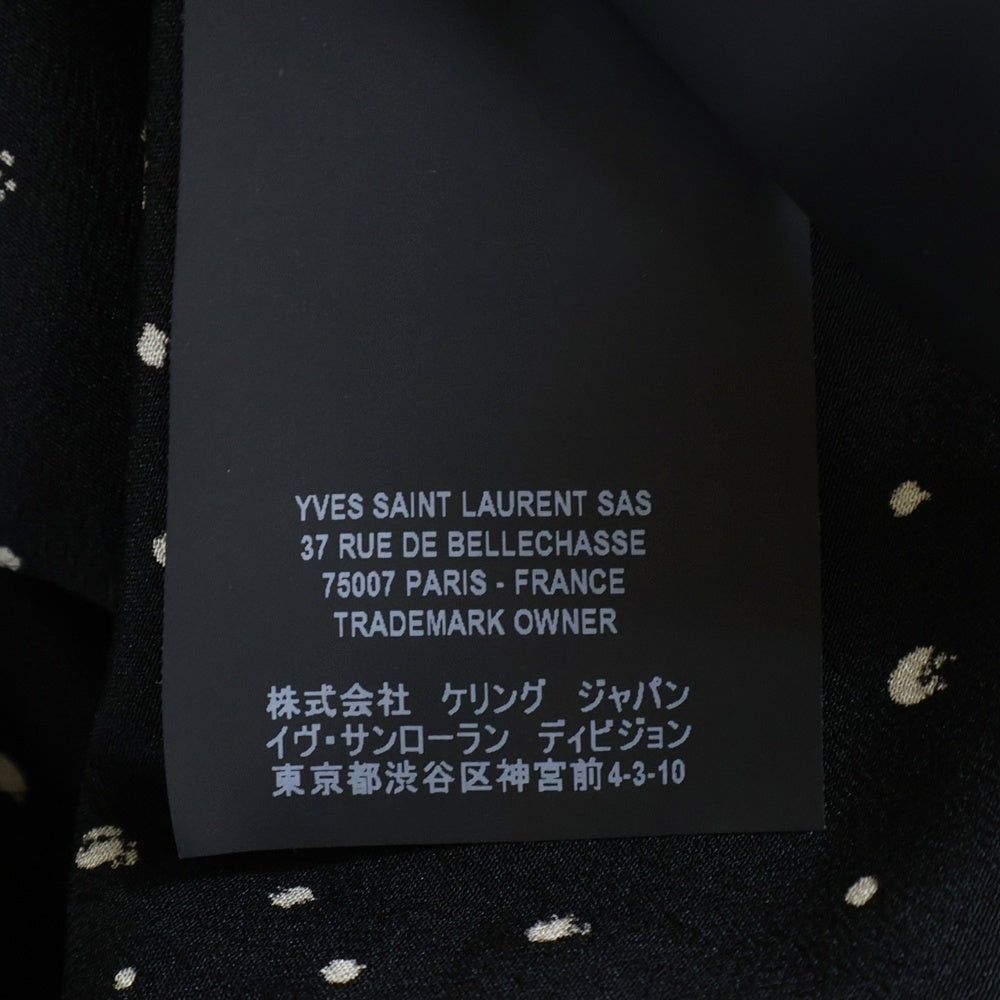 YVES SAINT LAURENT SAS
37 RUE DE BELLECHASSE
75007 PARIS - FRANCE
TRADEMARK OWNER
株式会社　ケリング　ジャパン
イヴ・サンローラン　ディビジョン
東京都渋谷区神宮前4-3-10